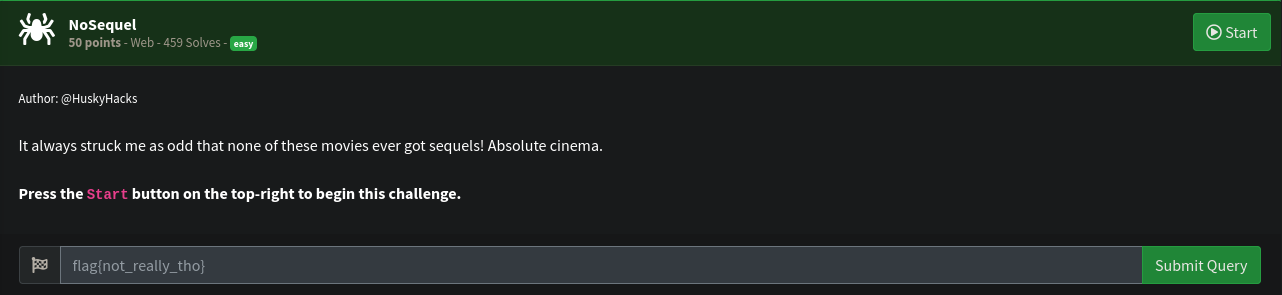 NoSequel
50 points - Web - 459 Solves - easy
Start
Author: @HuskyHacks
It always struck me as odd that none of these movies ever got sequels! Absolute cinema.
Press the Start button on the top-right to begin this challenge.
flag{not_really_tho}
Submit Query